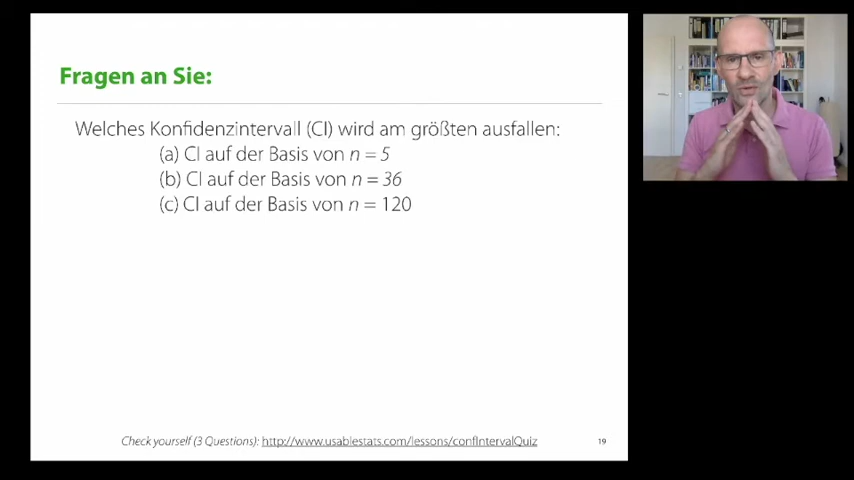 Fragen an Sie:
Welches Konfidenzintervall (CI) wird am größten ausfallen:
(a) CI auf der Basis von n = 5
(b) CI auf der Basis von n = 36
(c) CI auf der Basis von n = 120
Check yourself (3 Questions): http://www.usablestats.com/lessons/confIntervalQuiz
19